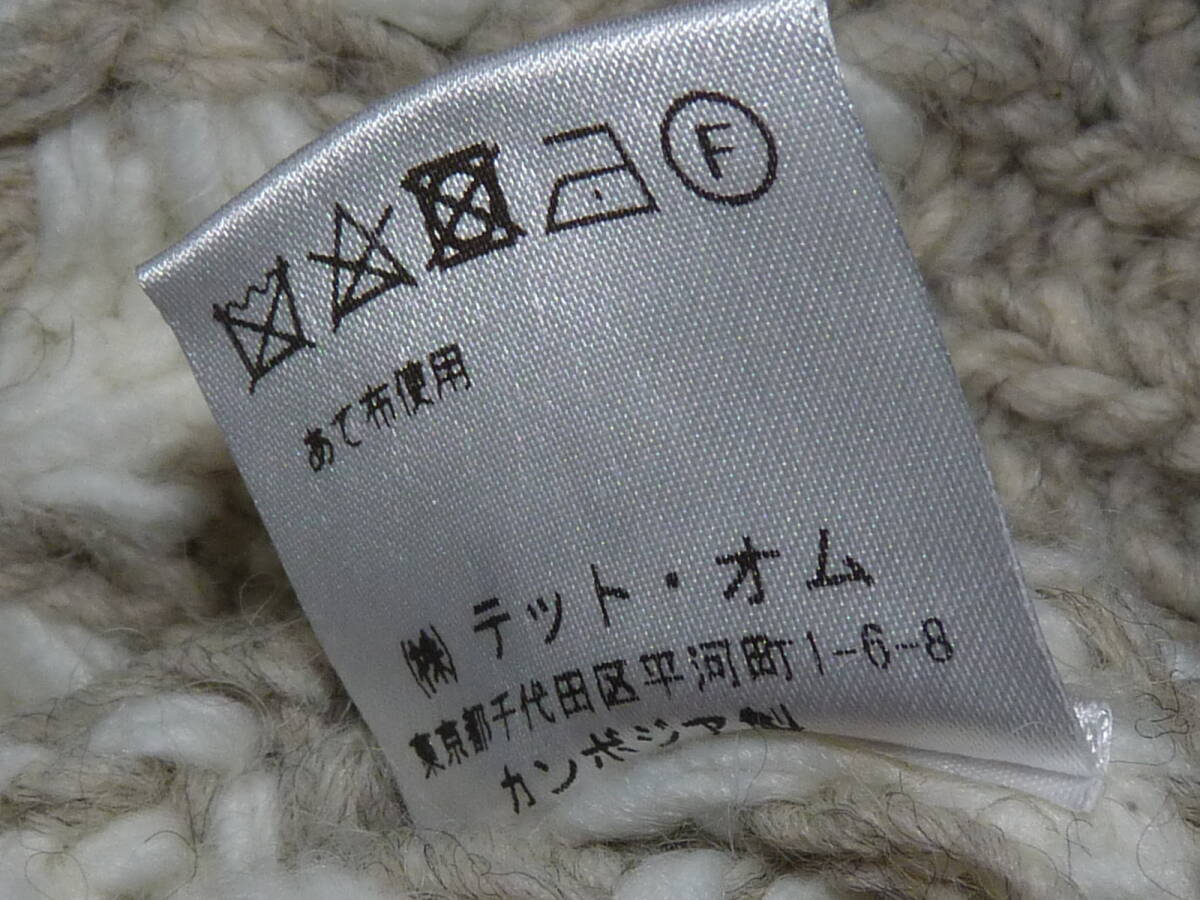 F
あて布使用
㈱ テット・オム
東京都千代田区平河町1-6-8
カンボジア製